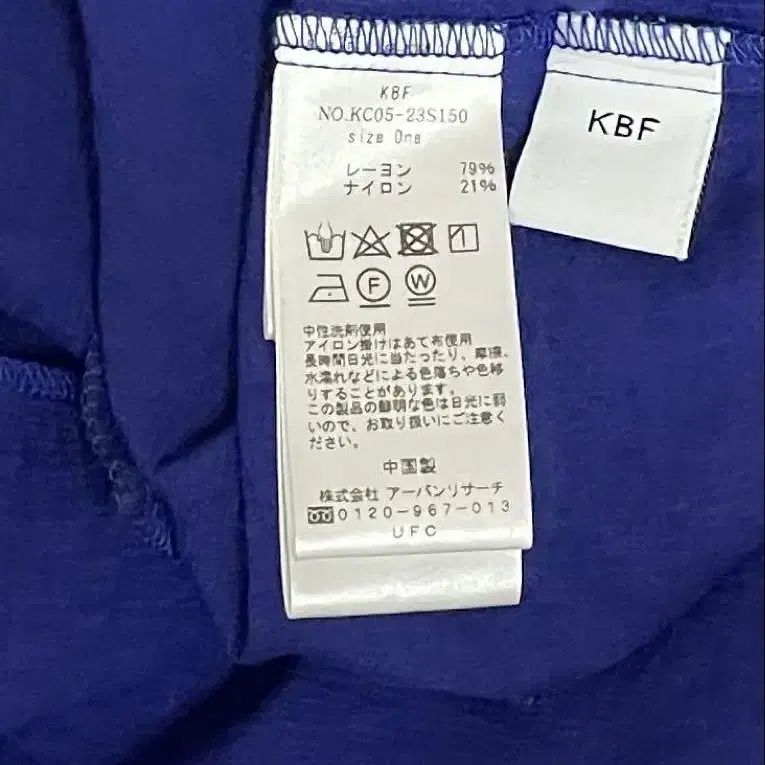 KBF
NO.KC05-23S150
size One
レーヨン 79%
ナイロン 21%
F W
中性洗剤使用
アイロン掛けはあて布使用
長時間日光に当たったり、摩擦、
水濡れなどによる色落ちや色移
りすることがあります。
この製品の鮮明な色は日光に弱
いので、お取り扱いにご注意く
ださい。
中国製
株式会社 アーバンリサーチ
0120-967-013
UFC
KBF